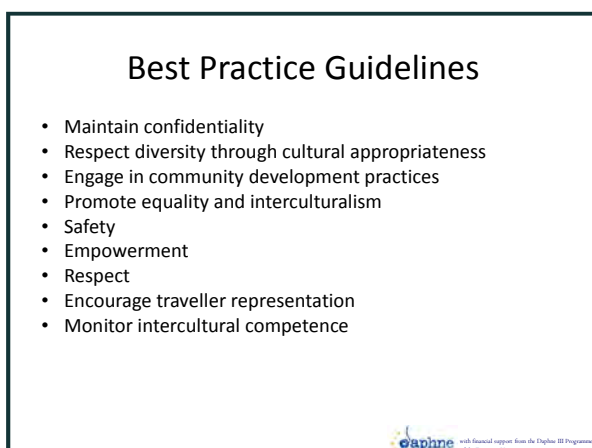 Best Practice Guidelines
• Maintain confidentiality
• Respect diversity through cultural appropriateness
• Engage in community development practices
• Promote equality and interculturalism
• Safety
• Empowerment
• Respect
• Encourage traveller representation
• Monitor intercultural competence
Daphne with financial support from the Daphne III Programme